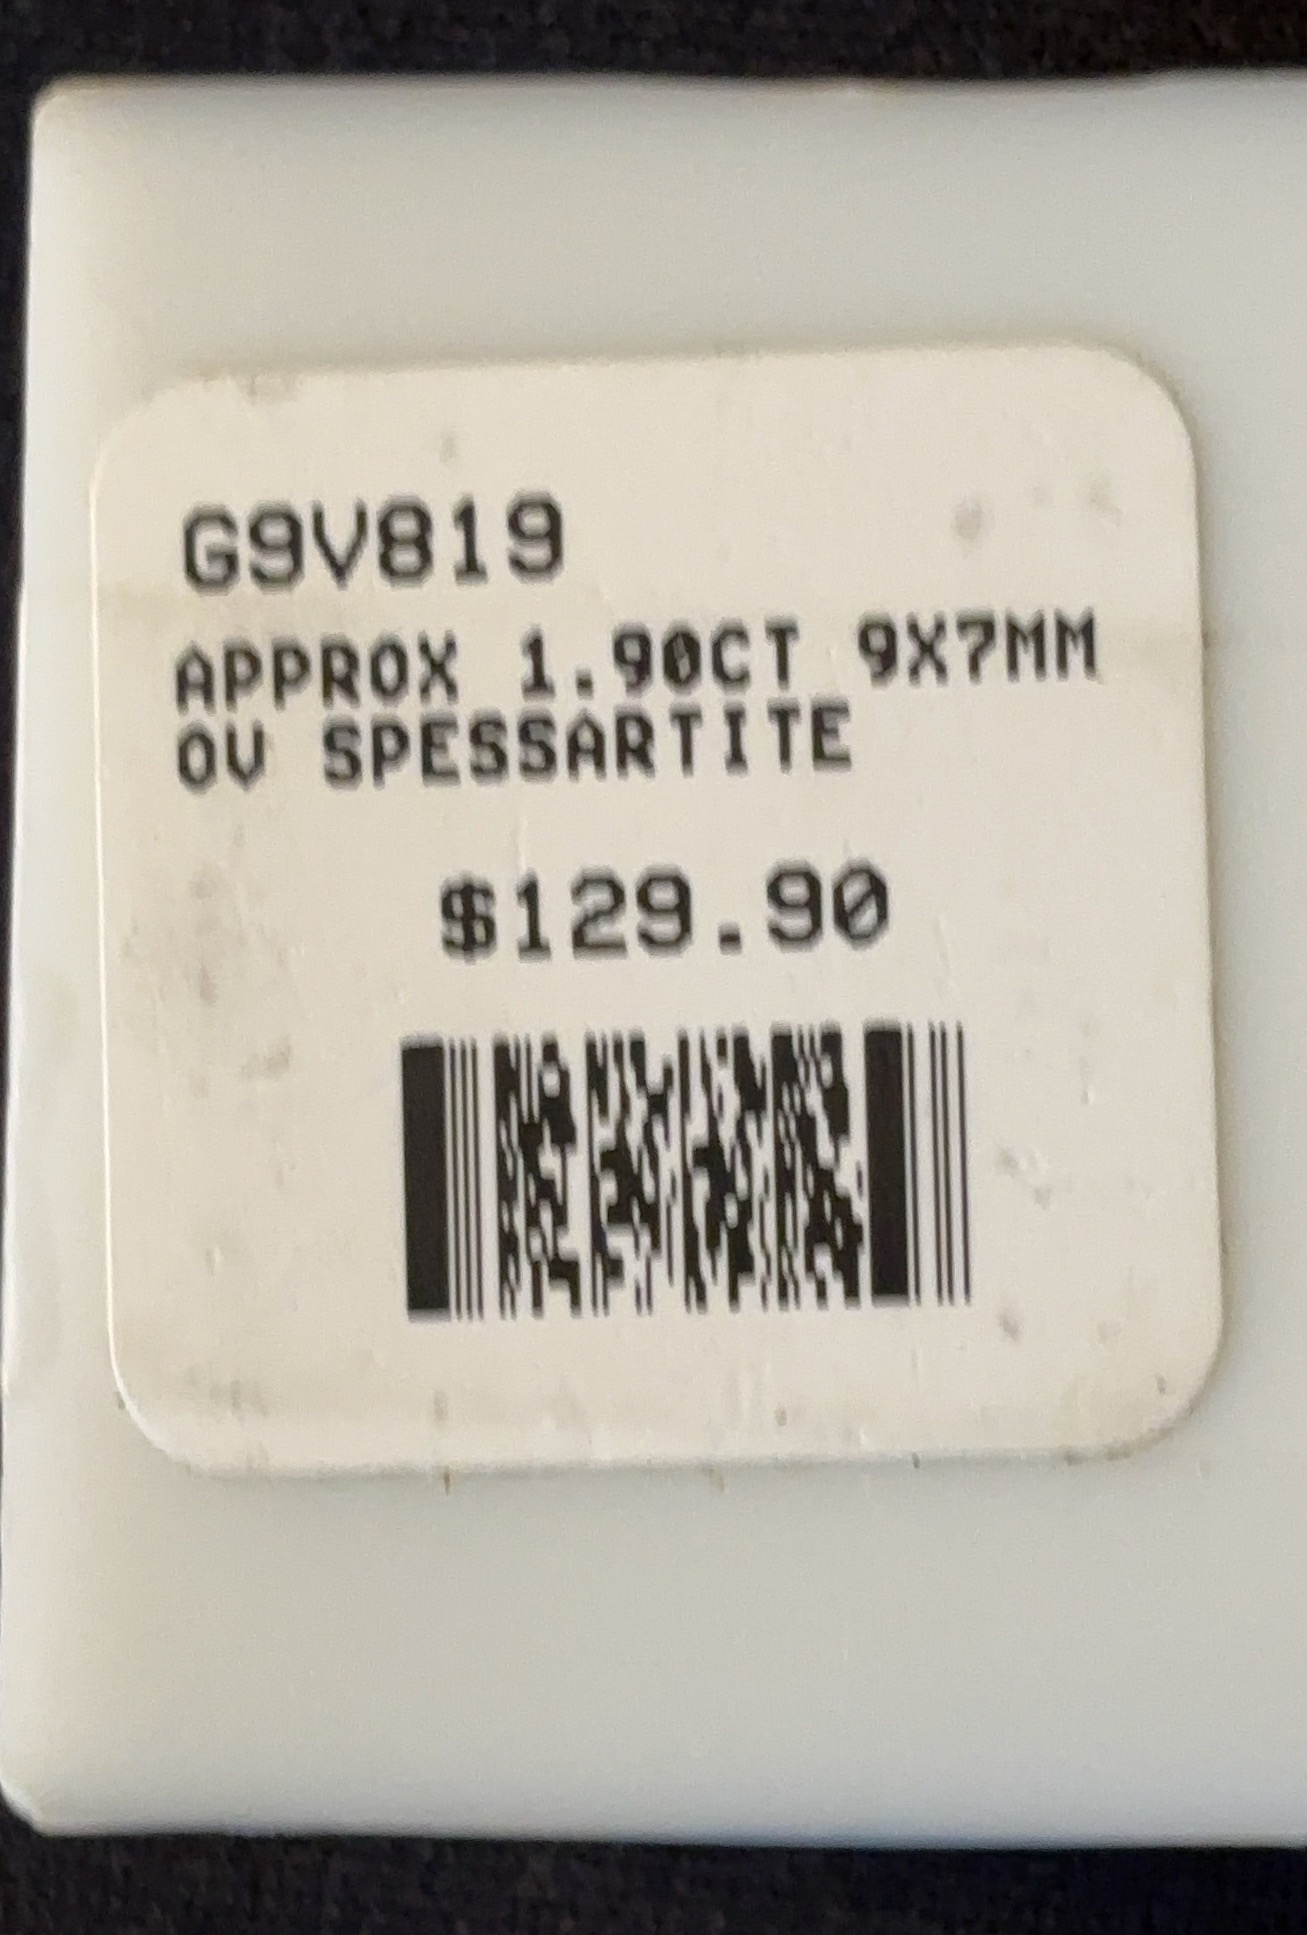 G9V819
APPROX 1.90CT 9X7MM
OV SPESSARTITE
$129.90